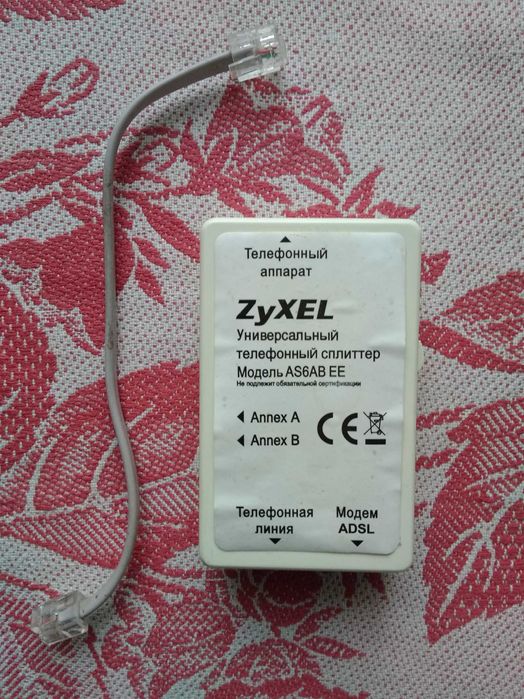 Телефонный
аппарат
ZyXEL
Универсальный
телефонный сплиттер
Модель AS6AB EE
Не подлежит обязательной сертификации
Annex A
Annex B
CE
Телефонная
линия
Модем
ADSL